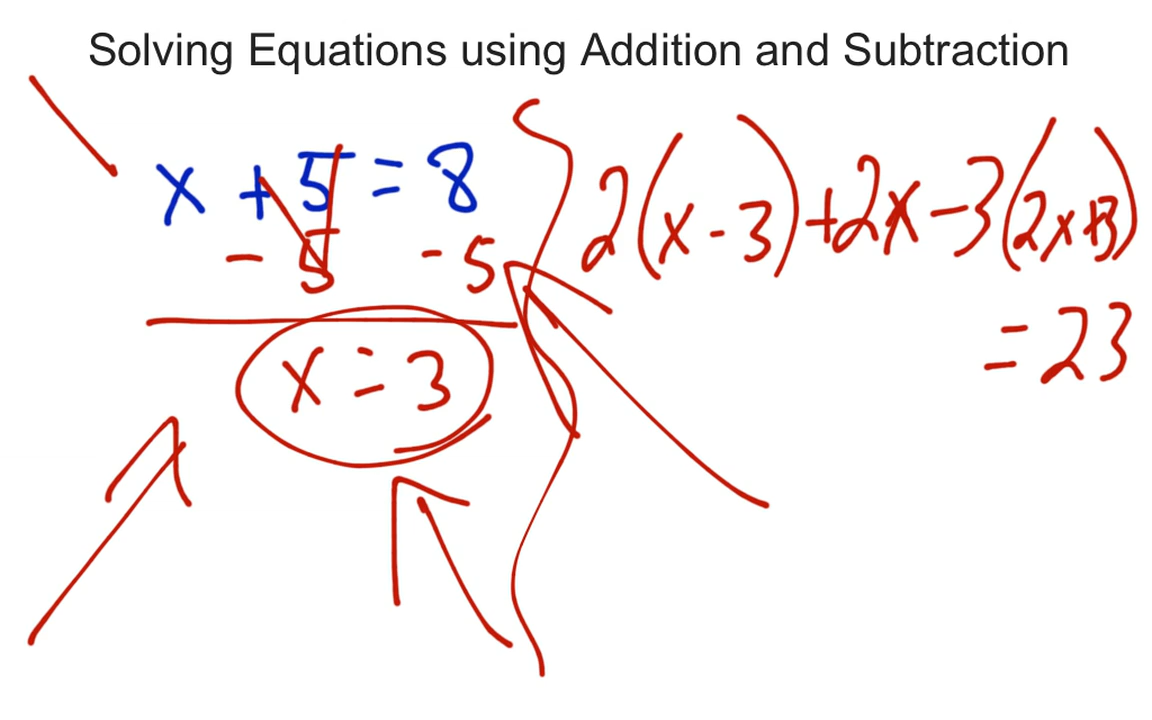 Solving Equations using Addition and Subtraction
x + 5 = 8
- 5 - 5
x = 3
2(x - 3) + 2x - 3(2x + 3)
= 23